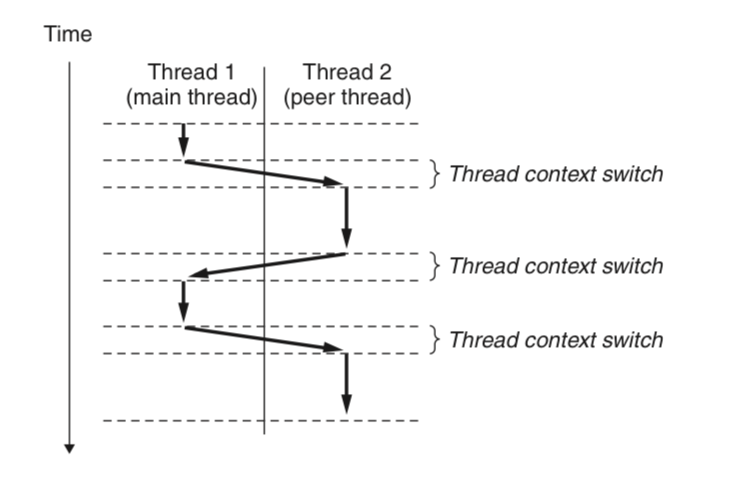 Time
Thread 1
(main thread)
Thread 2
(peer thread)
Thread context switch
Thread context switch
Thread context switch